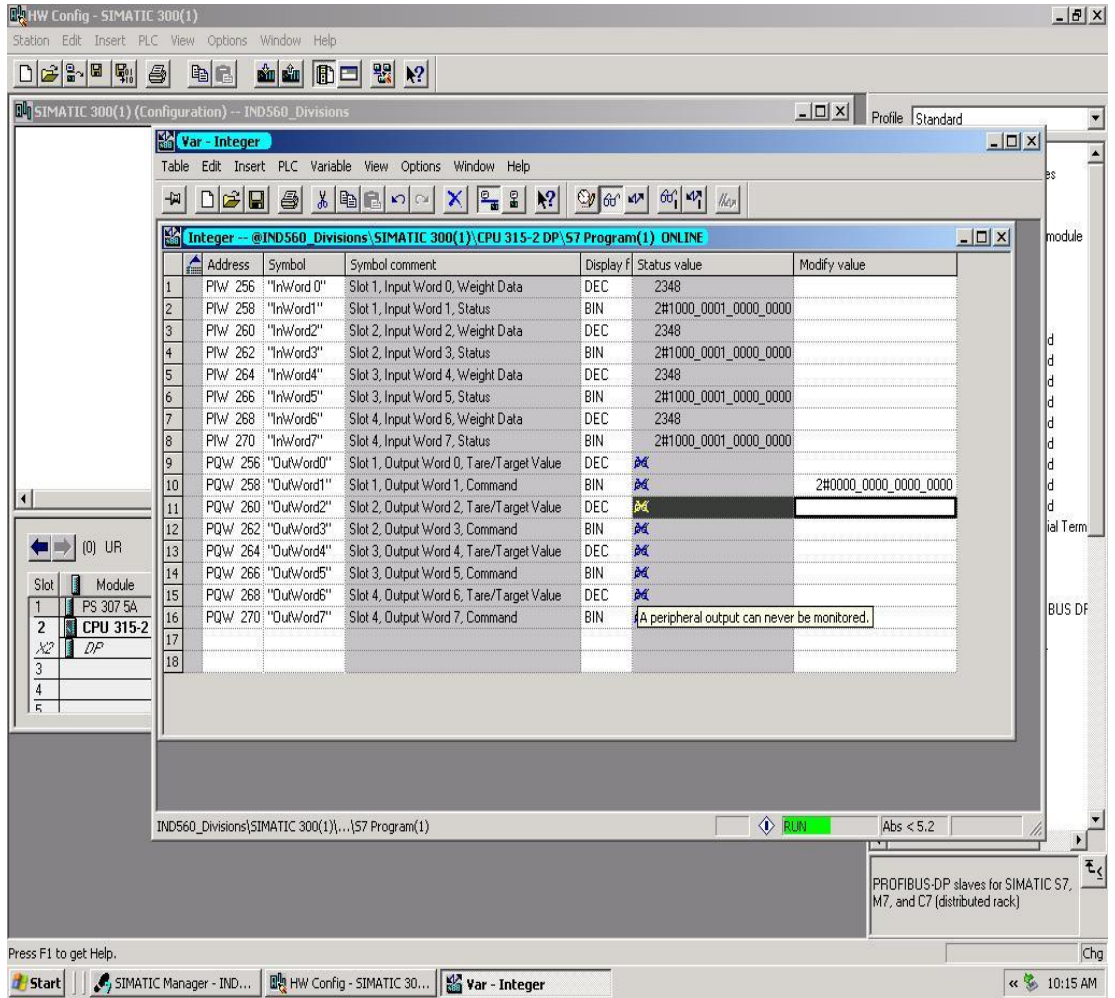 HW Config - SIMATIC 300(1)
Station Edit Insert PLC View Options Window Help
SIMATIC 300(1) (Configuration) -- IND560_Divisions
Profile Standard
Var - Integer
Table Edit Insert PLC Variable View Options Window Help
Integer -- @IND560_Divisions\SIMATIC 300(1)\CPU 315-2 DP\S7 Program(1) ONLINE
Address Symbol Symbol comment Display f Status value Modify value
1 PIW 256 "InWord 0" Slot 1, Input Word 0, Weight Data DEC 2348
2 PIW 258 "InWord1" Slot 1, Input Word 1, Status BIN 2#1000_0001_0000_0000
3 PIW 260 "InWord2" Slot 2, Input Word 2, Weight Data DEC 2348
4 PIW 262 "InWord3" Slot 2, Input Word 3, Status BIN 2#1000_0001_0000_0000
5 PIW 264 "InWord4" Slot 3, Input Word 4, Weight Data DEC 2348
6 PIW 266 "InWord5" Slot 3, Input Word 5, Status BIN 2#1000_0001_0000_0000
7 PIW 268 "InWord6" Slot 4, Input Word 6, Weight Data DEC 2348
8 PIW 270 "InWord7" Slot 4, Input Word 7, Status BIN 2#1000_0001_0000_0000
9 PQW 256 "OutWord0" Slot 1, Output Word 0, Tare/Target Value DEC
10 PQW 258 "OutWord1" Slot 1, Output Word 1, Command BIN 2#0000_0000_0000_0000
11 PQW 260 "OutWord2" Slot 2, Output Word 2, Tare/Target Value DEC
12 PQW 262 "OutWord3" Slot 2, Output Word 3, Command BIN
13 PQW 264 "OutWord4" Slot 3, Output Word 4, Tare/Target Value DEC
14 PQW 266 "OutWord5" Slot 3, Output Word 5, Command BIN
15 PQW 268 "OutWord6" Slot 4, Output Word 6, Tare/Target Value DEC
16 PQW 270 "OutWord7" Slot 4, Output Word 7, Command BIN
A peripheral output can never be monitored.
17
18
es
module
d
d
d
d
d
d
d
d
d
ial Term
BUS DP
(0) UR
Slot Module
1 PS 307 5A
2 CPU 315-2
X2 DP
3
4
5
IND560_Divisions\SIMATIC 300(1)\...\S7 Program(1) RUN Abs < 5.2
PROFIBUS-DP slaves for SIMATIC S7,
M7, and C7 (distributed rack)
Press F1 to get Help. Chg
Start SIMATIC Manager - IND... HW Config - SIMATIC 30... Var - Integer « 10:15 AM